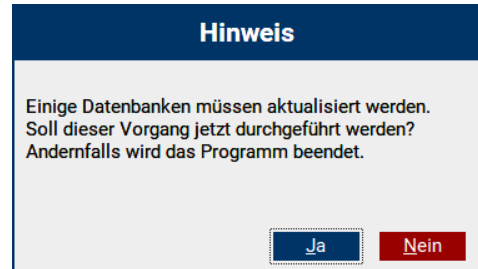 Hinweis
Einige Datenbanken müssen aktualisiert werden.
Soll dieser Vorgang jetzt durchgeführt werden?
Andernfalls wird das Programm beendet.
Ja
Nein